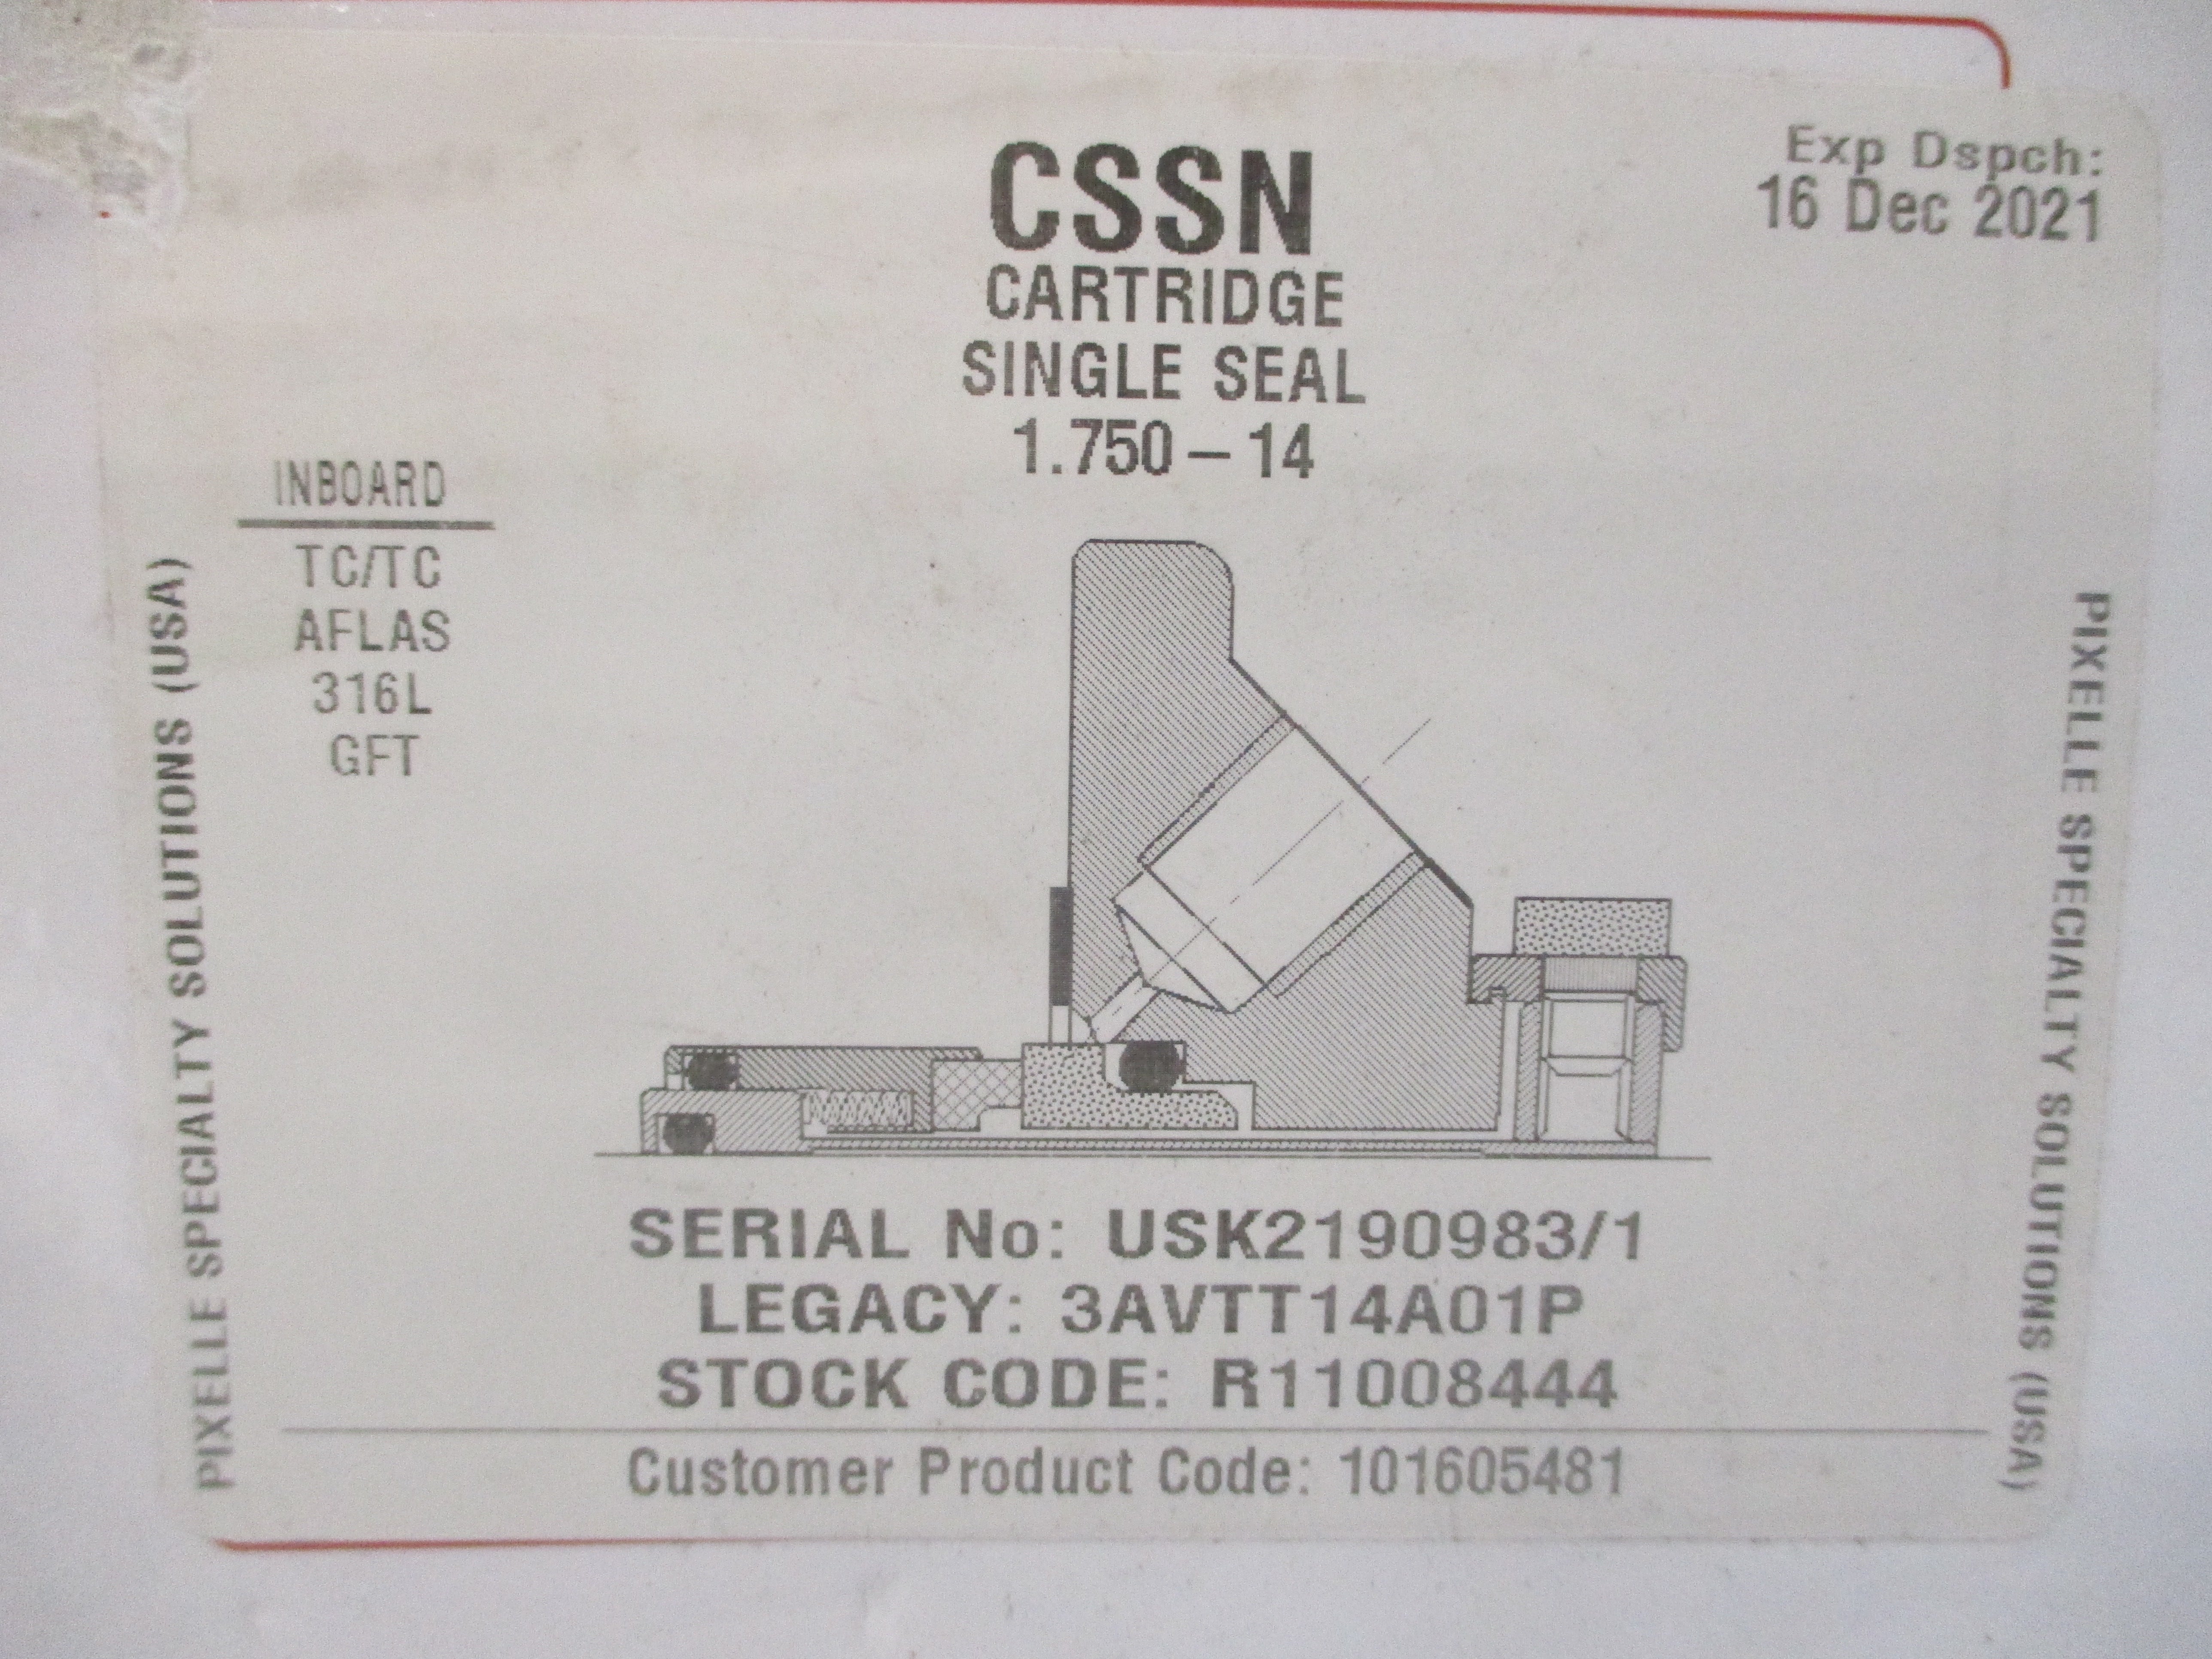 CSSN
CARTRIDGE
SINGLE SEAL
1.750 – 14
Exp Dspch:
16 Dec 2021
INBOARD
TC/TC
AFLAS
316L
GFT
PIXELLE SPECIALTY SOLUTIONS (USA)
PIXELLE SPECIALTY SOLUTIONS (USA)
SERIAL No: USK2190983/1
LEGACY: 3AVTT14A01P
STOCK CODE: R11008444
Customer Product Code: 101605481